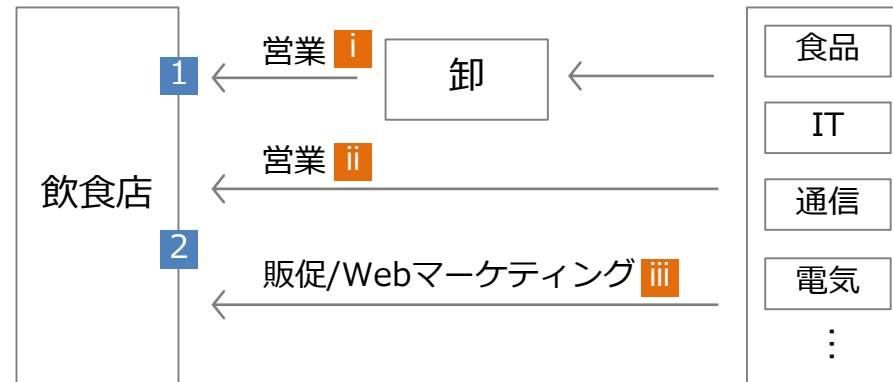 営業 i
1
卸
営業 ii
飲食店
2
販促/Webマーケティング iii
食品
IT
通信
電気
⋮